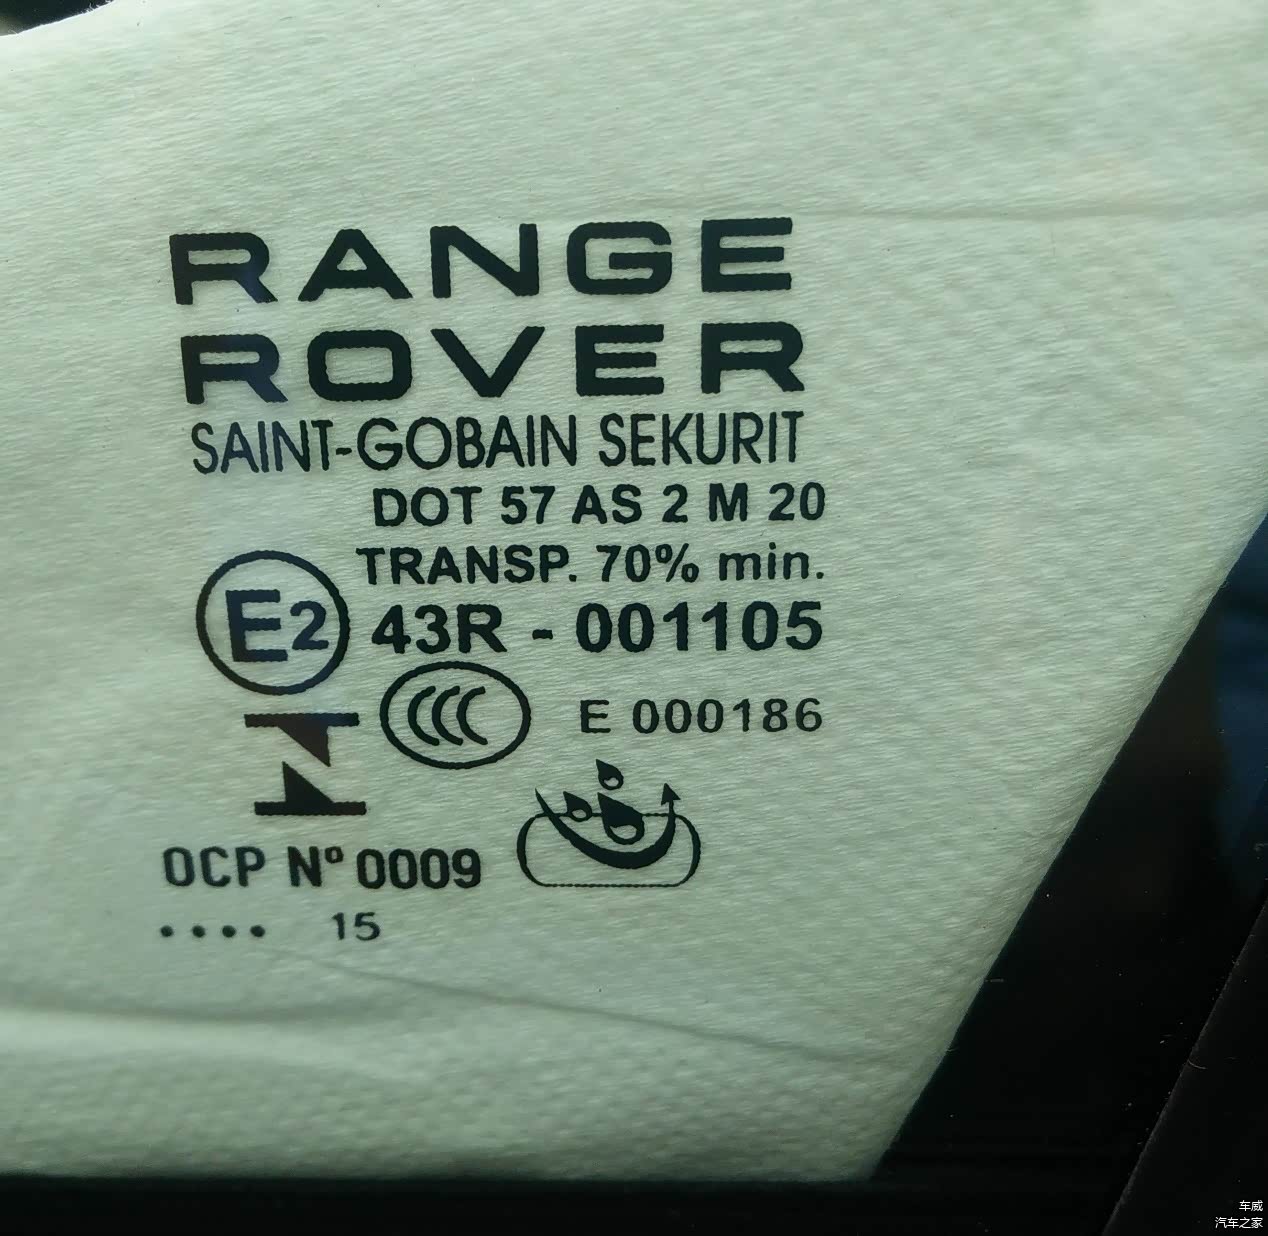 RANGE
ROVER
SAINT-GOBAIN SEKURIT
DOT 57 AS 2 M 20
TRANSP. 70% min.
E2 43R - 001105
CCC E 000186
OCP Nº 0009
.... 15
车威
汽车之家